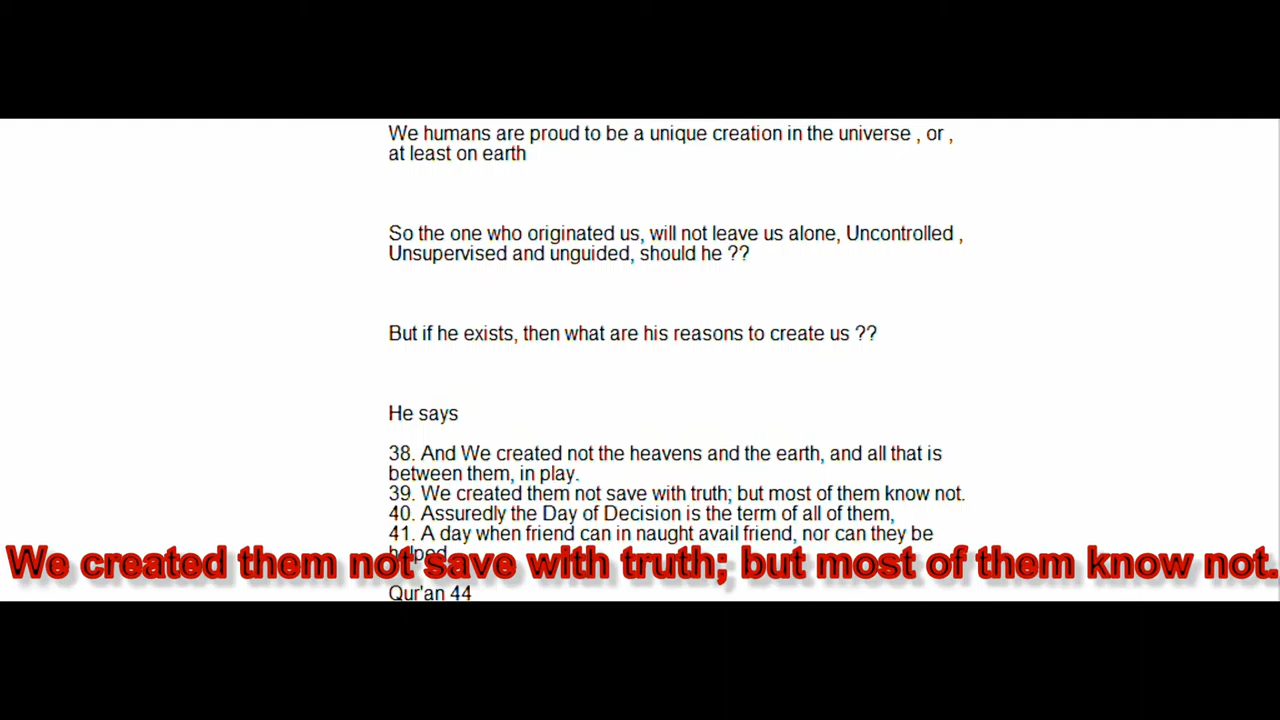 We humans are proud to be a unique creation in the universe , or ,
at least on earth
So the one who originated us, will not leave us alone, Uncontrolled ,
Unsupervised and unguided, should he ??
But if he exists, then what are his reasons to create us ??
He says
38. And We created not the heavens and the earth, and all that is
between them, in play.
39. We created them not save with truth; but most of them know not.
40. Assuredly the Day of Decision is the term of all of them,
41. A day when friend can in naught avail friend, nor can they be
helped
We created them not save with truth; but most of them know not.
Qur'an 44